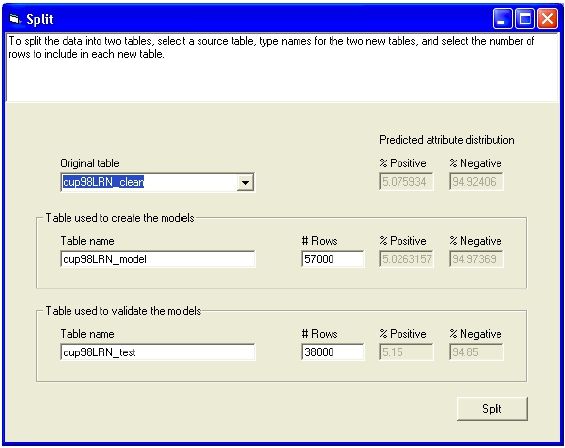 Split
To split the data into two tables, select a source table, type names for the two new tables, and select the number of
rows to include in each new table.
Predicted attribute distribution
Original table % Positive % Negative
cup98LRN_clean 5.075934 94.92406
Table used to create the models
Table name # Rows % Positive % Negative
cup98LRN_model 57000 5.0263157 94.97369
Table used to validate the models
Table name # Rows % Positive % Negative
cup98LRN_test 38000 5.15 94.85
Split